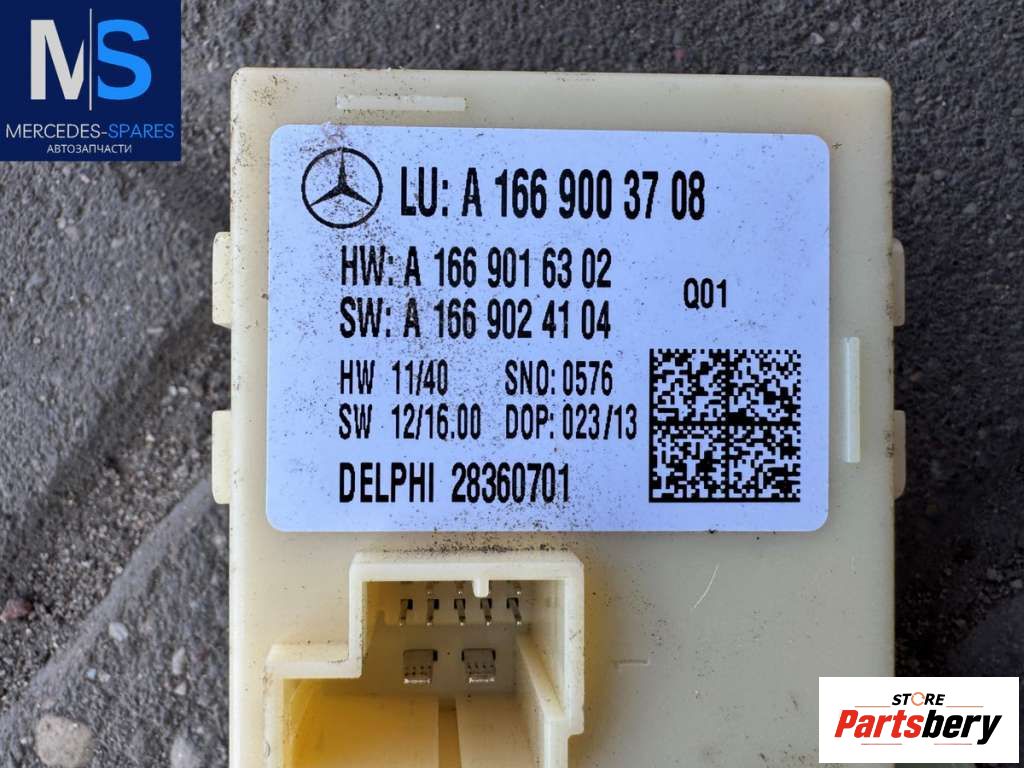 MS
MERCEDES-SPARES
АВТОЗАПЧАСТИ
LU: A 166 900 37 08
HW: A 166 901 63 02
SW: A 166 902 41 04
Q01
HW 11/40 SNO: 0576
SW 12/16.00 DOP: 023/13
DELPHI 28360701
STORE
Partsbery